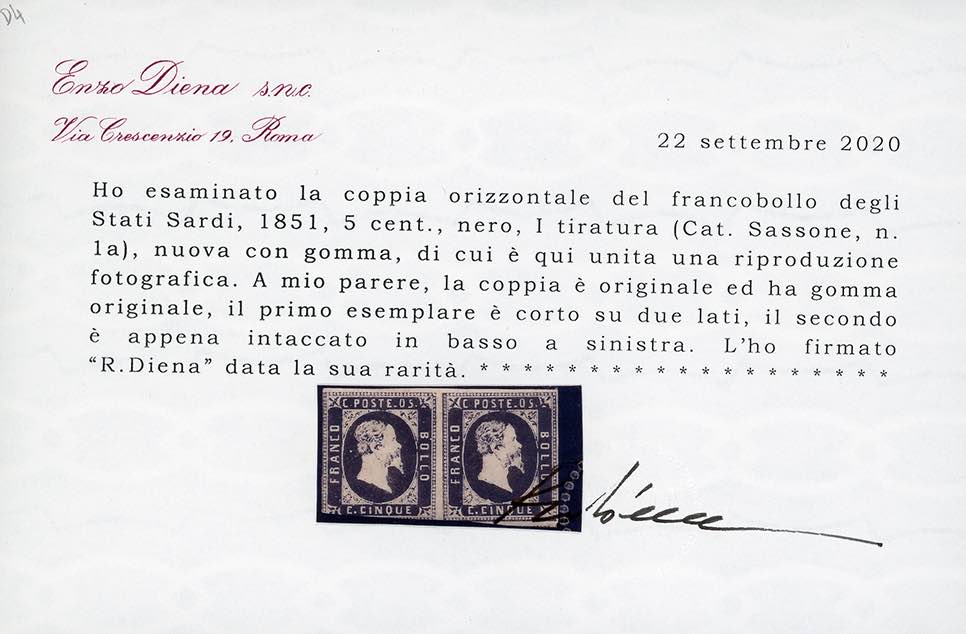 D4
Enzo Diena s.n.c.
Via Crescenzio 19, Roma
22 settembre 2020
Ho esaminato la coppia orizzontale del francobollo degli
Stati Sardi, 1851, 5 cent., nero, I tiratura (Cat. Sassone, n.
1a), nuova con gomma, di cui è qui unita una riproduzione
fotografica. A mio parere, la coppia è originale ed ha gomma
originale, il primo esemplare è corto su due lati, il secondo
è appena intaccato in basso a sinistra. L'ho firmato
“R.Diena” data la sua rarità. * * * * * * * * * * * * * * * * * * *
C. POSTE. O 5. C. POSTE. O 5.
FRANCO BOLLO FRANCO BOLLO
C. CINQUE C. CINQUE